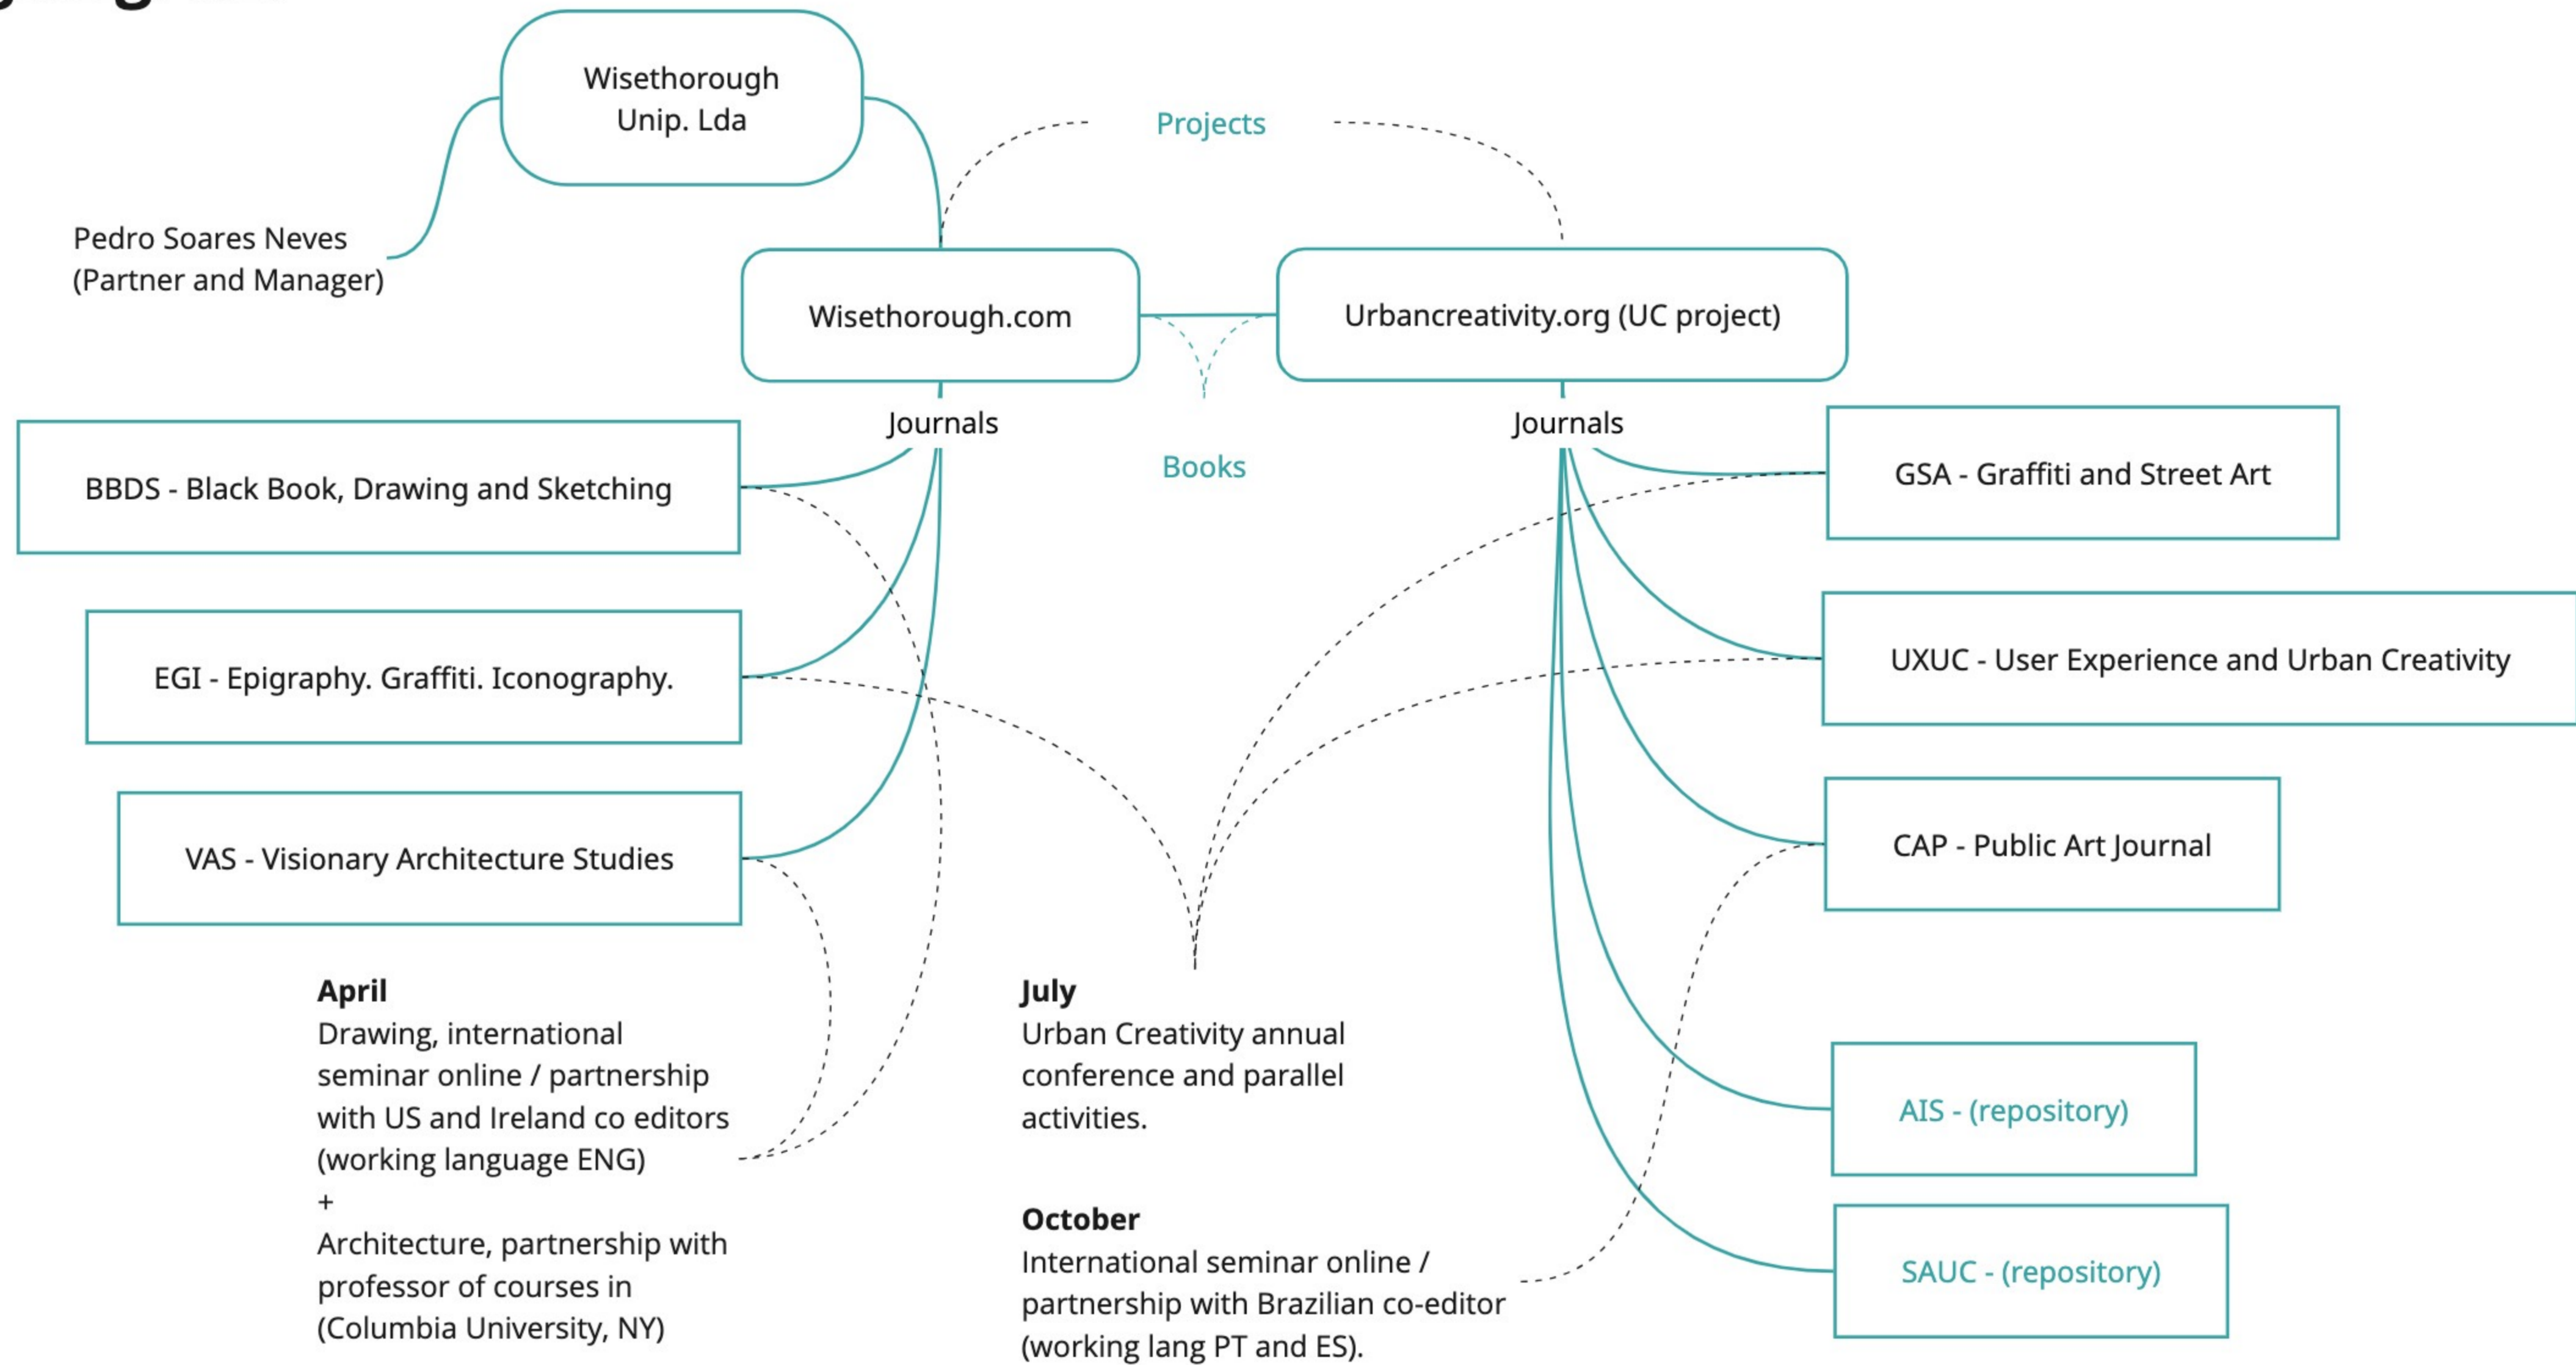 Wisethorough
Unip. Lda
Projects
Pedro Soares Neves
(Partner and Manager)
Wisethorough.com
Urbancreativity.org (UC project)
Journals
Books
Journals
BBDS - Black Book, Drawing and Sketching
EGI - Epigraphy. Graffiti. Iconography.
VAS - Visionary Architecture Studies
GSA - Graffiti and Street Art
UXUC - User Experience and Urban Creativity
CAP - Public Art Journal
AIS - (repository)
SAUC - (repository)
April
Drawing, international
seminar online / partnership
with US and Ireland co editors
(working language ENG)
+
Architecture, partnership with
professor of courses in
(Columbia University, NY)
July
Urban Creativity annual
conference and parallel
activities.
October
International seminar online /
partnership with Brazilian co-editor
(working lang PT and ES).